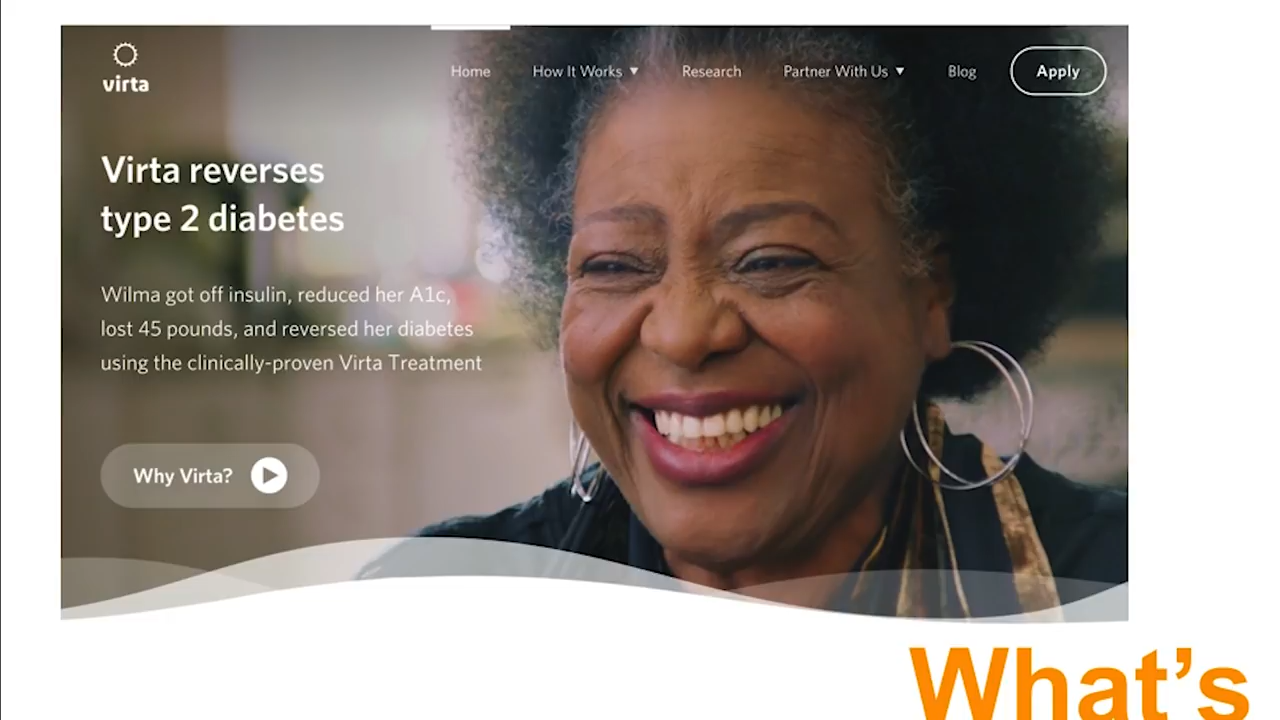 virta
Home
How It Works
Research
Partner With Us
Blog
Apply
Virta reverses
type 2 diabetes
Wilma got off insulin, reduced her A1c,
lost 45 pounds, and reversed her diabetes
using the clinically-proven Virta Treatment
Why Virta?
What’s